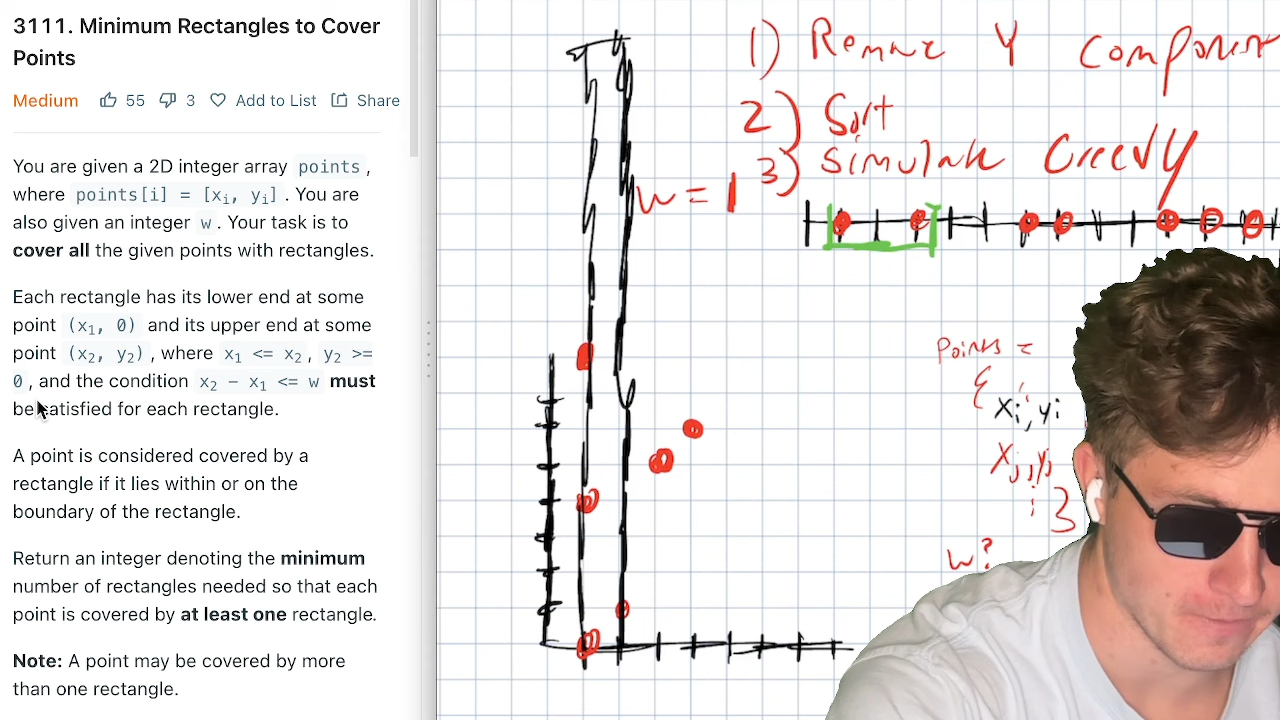 3111. Minimum Rectangles to Cover
Points
Medium 55 3 Add to List Share
You are given a 2D integer array points,
where points[i] = [xi, yi]. You are
also given an integer w. Your task is to
cover all the given points with rectangles.
Each rectangle has its lower end at some
point (x1, 0) and its upper end at some
point (x2, y2), where x1 <= x2, y2 >=
0, and the condition x2 - x1 <= w must
be satisfied for each rectangle.
A point is considered covered by a
rectangle if it lies within or on the
boundary of the rectangle.
Return an integer denoting the minimum
number of rectangles needed so that each
point is covered by at least one rectangle.
Note: A point may be covered by more
than one rectangle.
1) Remove Y Component
2) Sort
3) Simulate Greedy
w = 1
Points =
{ xi, yi
xj, yj
}
w?